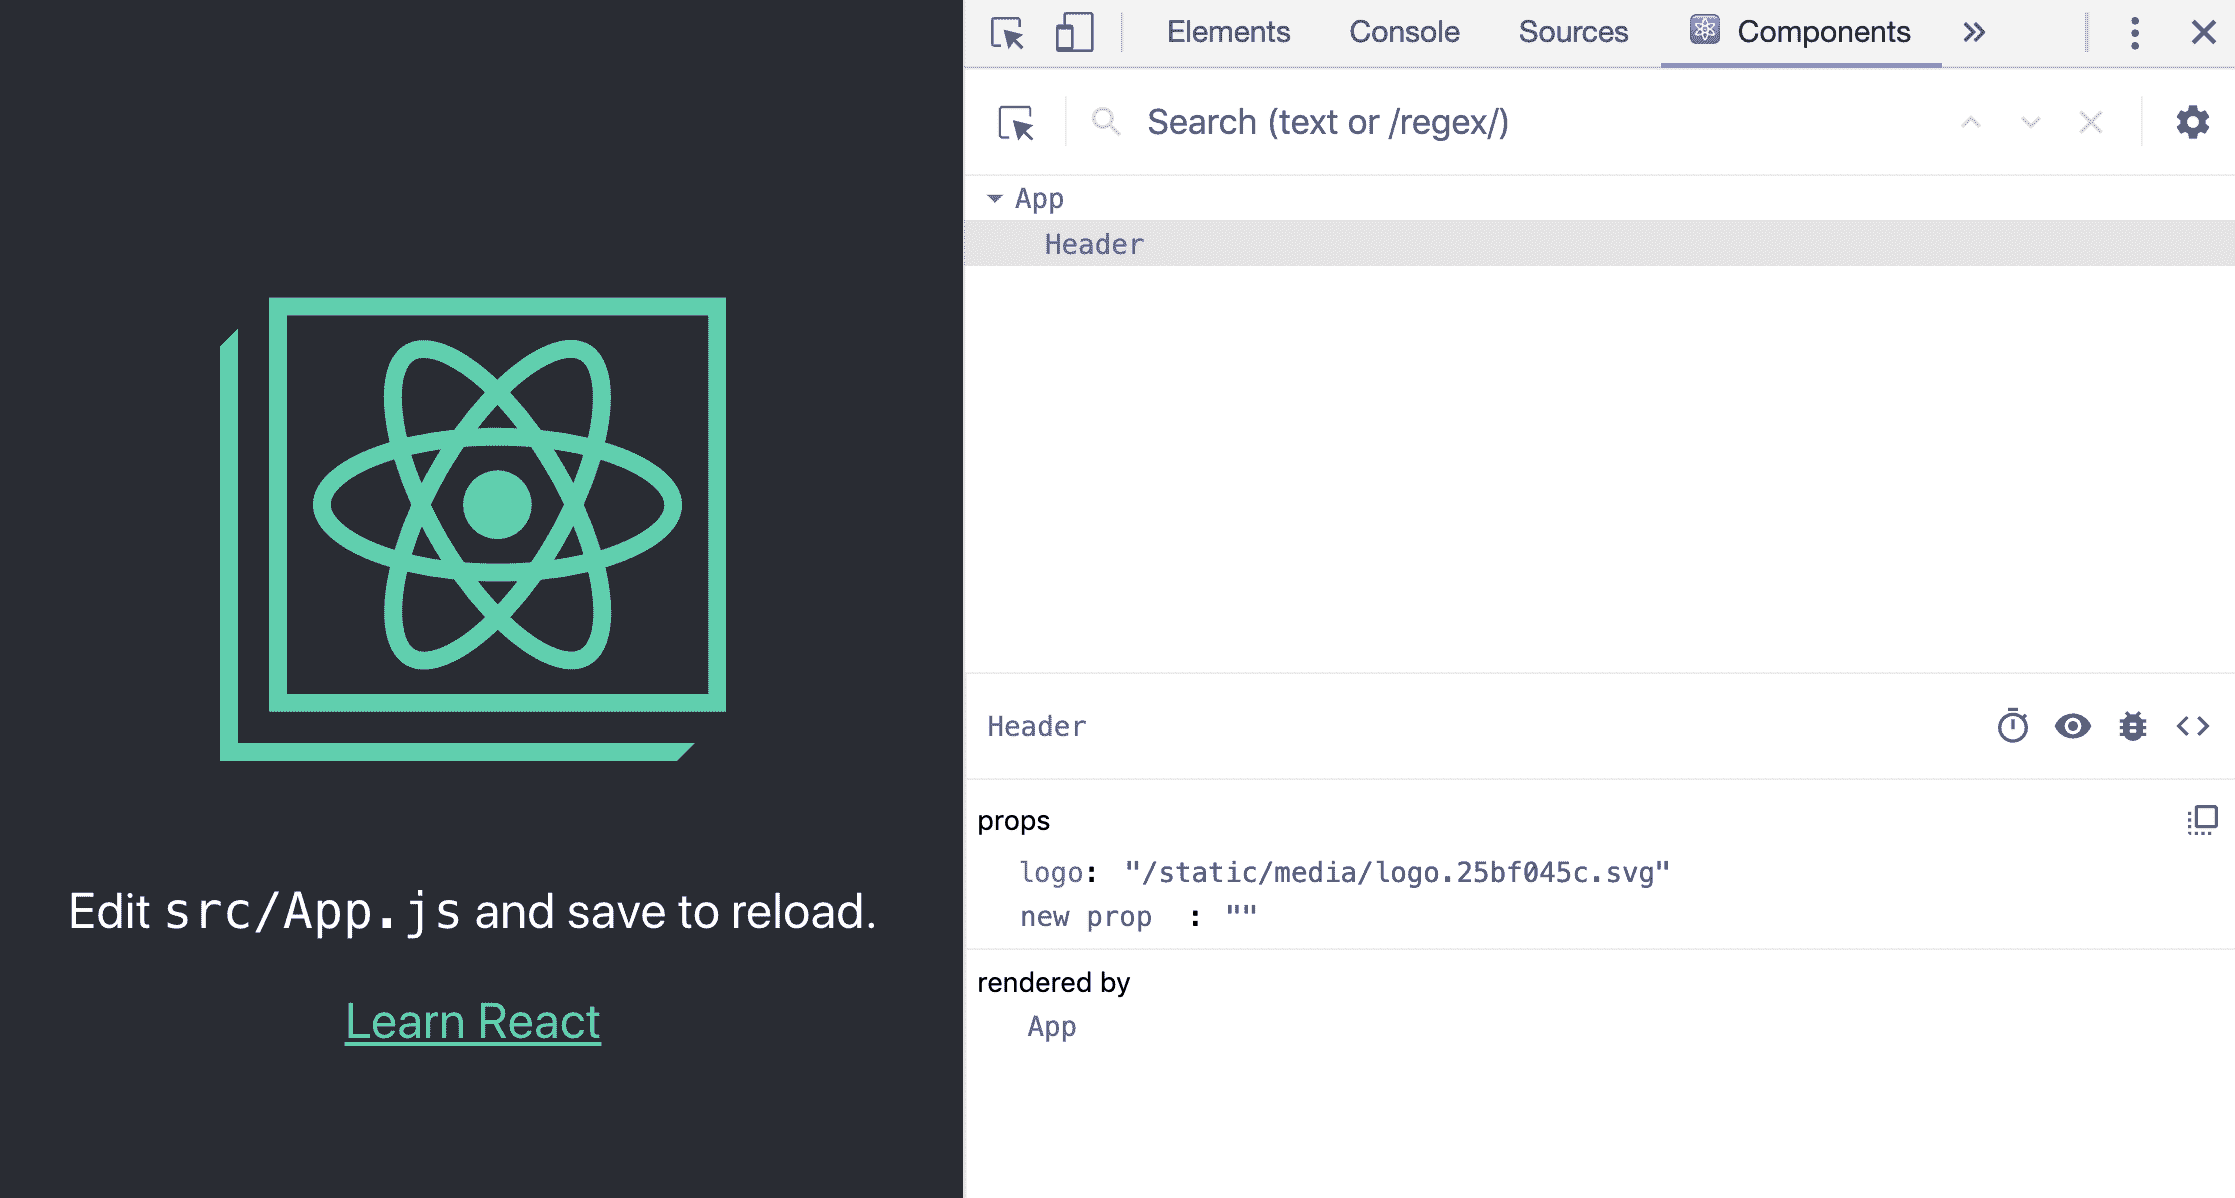 Edit src/App.js and save to reload.
Learn React
Elements Console Sources Components
Search (text or /regex/)
App
Header
Header
props
logo: "/static/media/logo.25bf045c.svg"
new prop : ""
rendered by
App